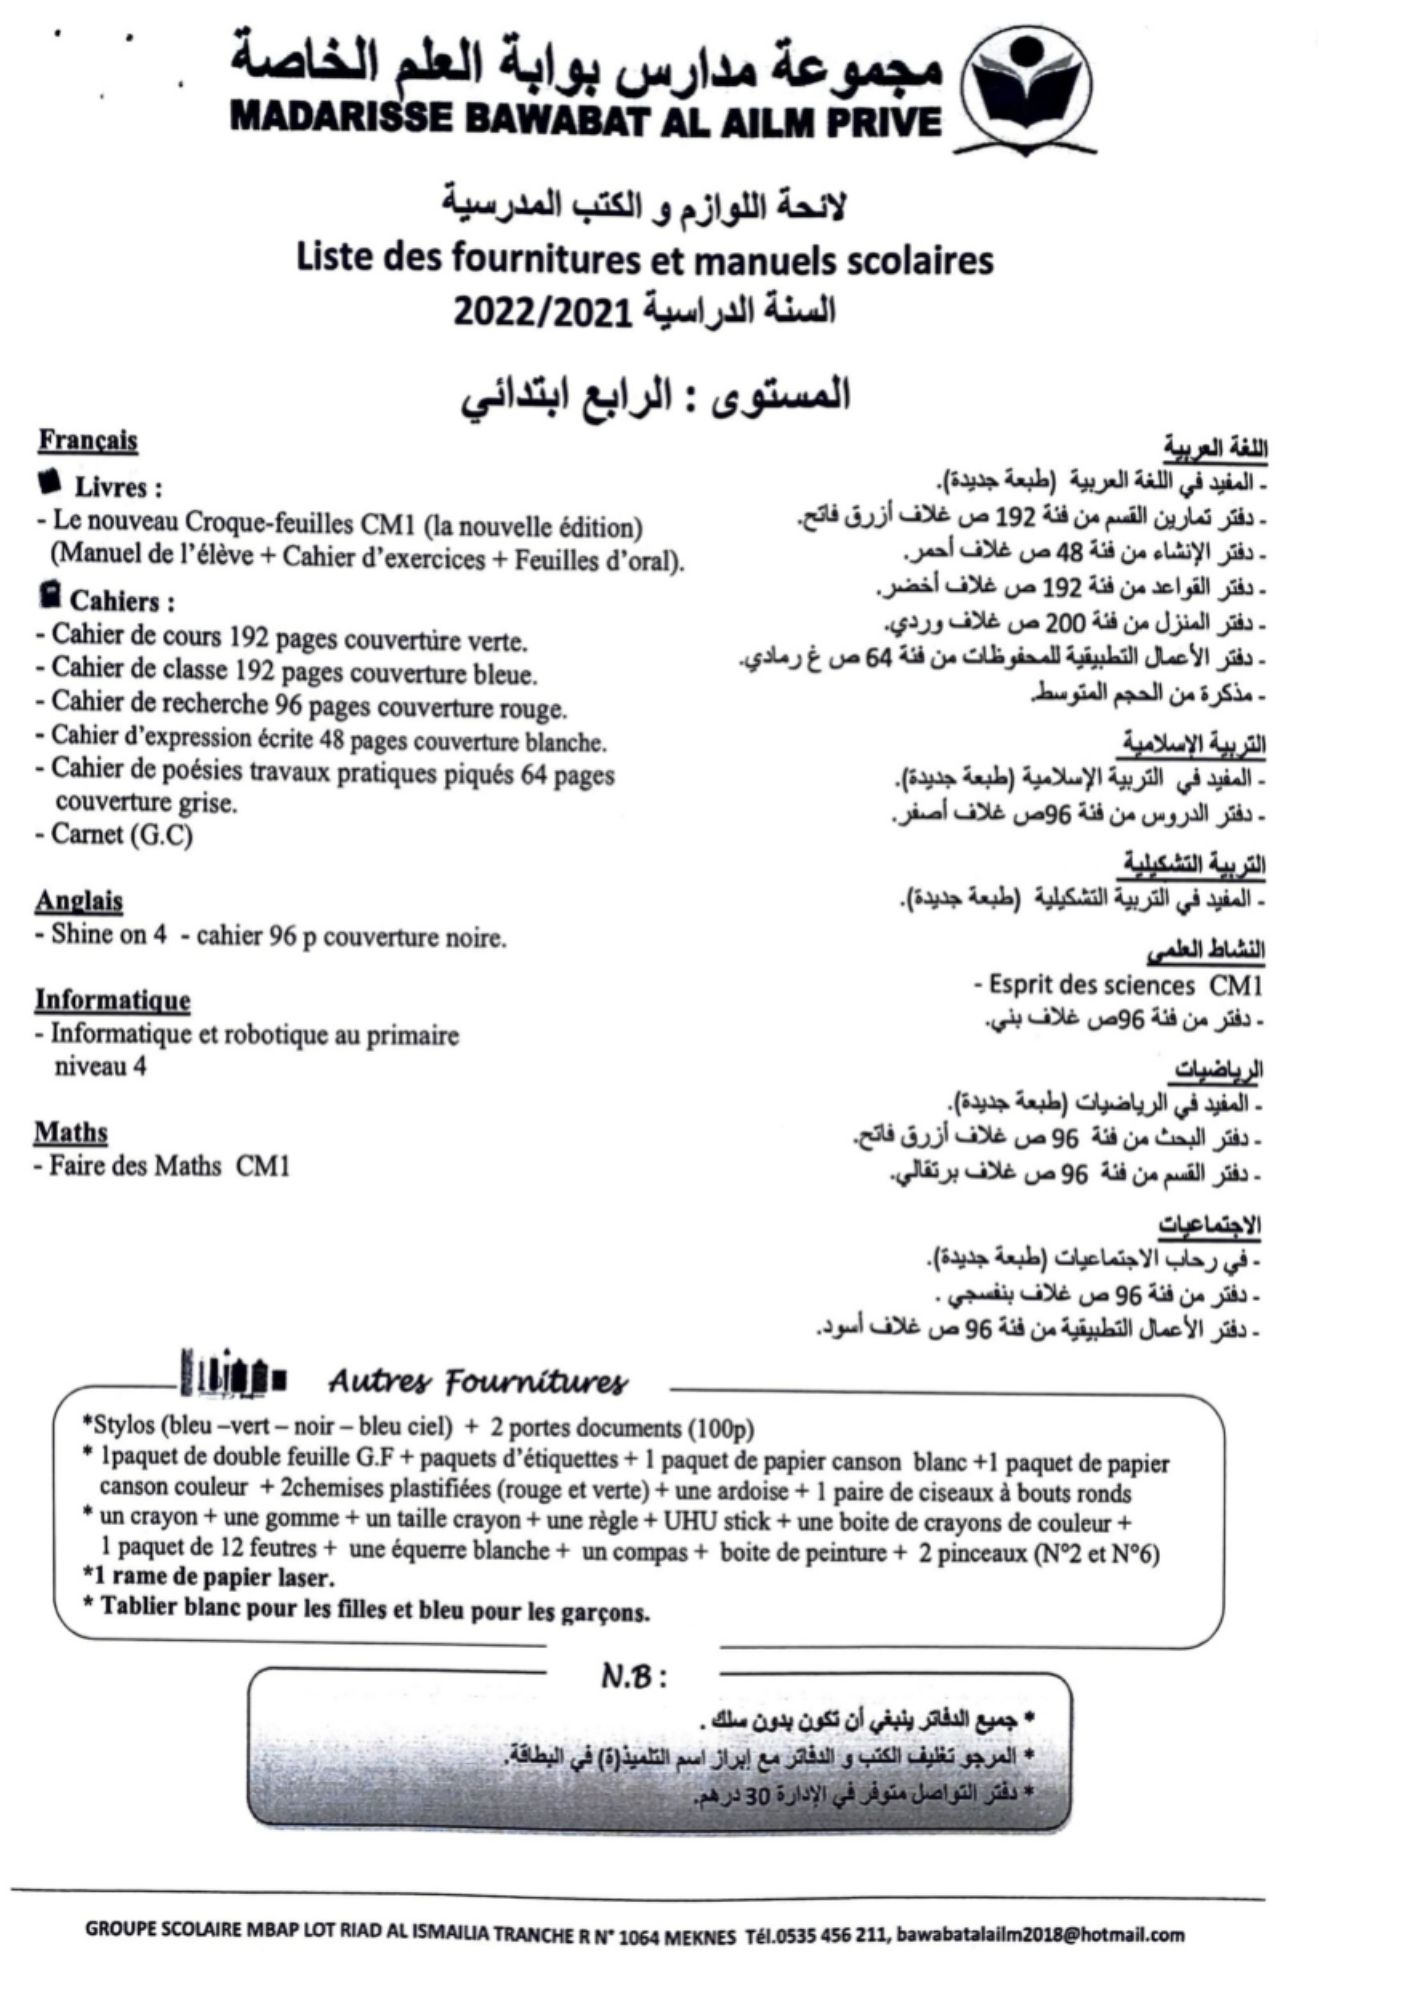 مجموعة مدارس بوابة العلم الخاصة
MADARISSE BAWABAT AL AILM PRIVE
لائحة اللوازم و الكتب المدرسية
Liste des fournitures et manuels scolaires
السنة الدراسية 2022/2021
المستوى : الرابع ابتدائي
Français
Livres :
- Le nouveau Croque-feuilles CM1 (la nouvelle édition)
(Manuel de l'élève + Cahier d'exercices + Feuilles d'oral).
Cahiers :
- Cahier de cours 192 pages couverture verte.
- Cahier de classe 192 pages couverture bleue.
- Cahier de recherche 96 pages couverture rouge.
- Cahier d'expression écrite 48 pages couverture blanche.
- Cahier de poésies travaux pratiques piqués 64 pages
couverture grise.
- Carnet (G.C)
Anglais
- Shine on 4 - cahier 96 p couverture noire.
Informatique
- Informatique et robotique au primaire
niveau 4
Maths
- Faire des Maths CM1
اللغة العربية
- المفيد في اللغة العربية (طبعة جديدة).
- دفتر تمارين القسم من فئة 192 ص غلاف أزرق فاتح.
- دفتر الإنشاء من فئة 48 ص غلاف أحمر.
- دفتر القواعد من فئة 192 ص غلاف أخضر.
- دفتر المنزل من فئة 200 ص غلاف وردي.
- دفتر الأعمال التطبيقية للمحفوظات من فئة 64 ص غ رمادي.
- مذكرة من الحجم المتوسط.
التربية الإسلامية
- المفيد في التربية الإسلامية (طبعة جديدة).
- دفتر الدروس من فئة 96ص غلاف أصفر.
التربية التشكيلية
- المفيد في التربية التشكيلية (طبعة جديدة).
النشاط العلمي
- Esprit des sciences CM1
- دفتر من فئة 96ص غلاف بني.
الرياضيات
- المفيد في الرياضيات (طبعة جديدة).
- دفتر البحث من فئة 96 ص غلاف أزرق فاتح.
- دفتر القسم من فئة 96 ص غلاف برتقالي.
الاجتماعيات
- في رحاب الاجتماعيات (طبعة جديدة).
- دفتر من فئة 96 ص غلاف بنفسجي .
- دفتر الأعمال التطبيقية من فئة 96 ص غلاف أسود.
Autres Fournitures
*Stylos (bleu –vert – noir – bleu ciel) + 2 portes documents (100p)
* 1paquet de double feuille G.F + paquets d'étiquettes + 1 paquet de papier canson blanc +1 paquet de papier
canson couleur + 2chemises plastifiées (rouge et verte) + une ardoise + 1 paire de ciseaux à bouts ronds
* un crayon + une gomme + un taille crayon + une règle + UHU stick + une boite de crayons de couleur +
1 paquet de 12 feutres + une équerre blanche + un compas + boite de peinture + 2 pinceaux (N°2 et N°6)
*1 rame de papier laser.
* Tablier blanc pour les filles et bleu pour les garçons.
N.B :
* جميع الدفاتر ينبغي أن تكون بدون سلك .
* المرجو تغليف الكتب و الدفاتر مع إبراز اسم التلميذ(ة) في البطاقة.
* دفتر التواصل متوفر في الإدارة 30 درهم.
GROUPE SCOLAIRE MBAP LOT RIAD AL ISMAILIA TRANCHE R N° 1064 MEKNES Tél.0535 456 211, bawabatalailm2018@hotmail.com